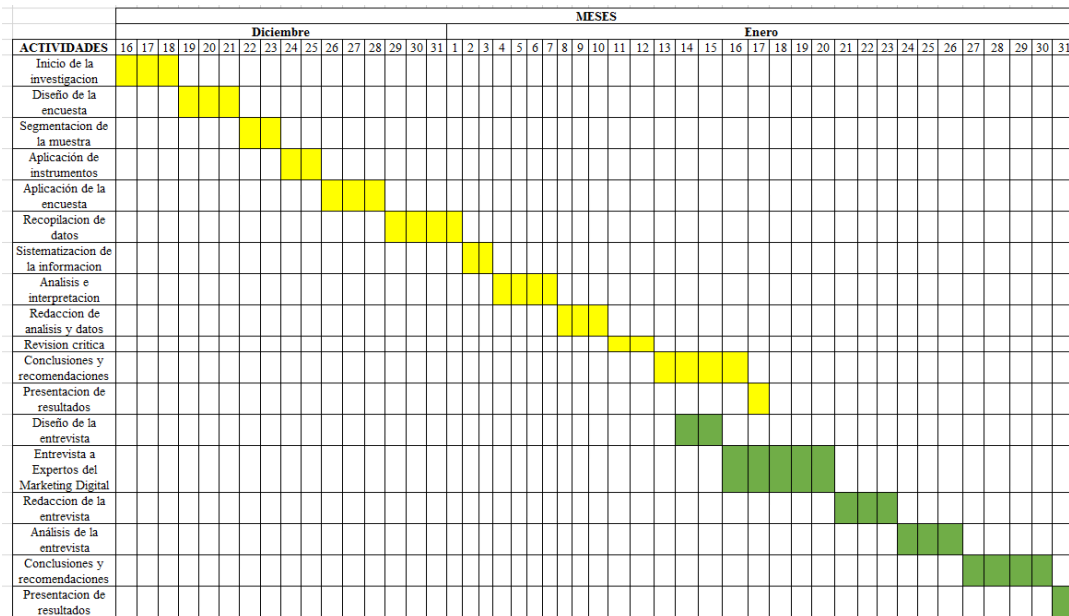 MESES
Diciembre Enero
ACTIVIDADES 16 17 18 19 20 21 22 23 24 25 26 27 28 29 30 31 1 2 3 4 5 6 7 8 9 10 11 12 13 14 15 16 17 18 19 20 21 22 23 24 25 26 27 28 29 30 31
Inicio de la
investigacion
Diseño de la
encuesta
Segmentacion de
la muestra
Aplicación de
instrumentos
Aplicación de la
encuesta
Recopilacion de
datos
Sistematizacion de
la informacion
Analisis e
interpretacion
Redaccion de
analisis y datos
Revision critica
Conclusiones y
recomendaciones
Presentacion de
resultados
Diseño de la
entrevista
Entrevista a
Expertos del
Marketing Digital
Redaccion de la
entrevista
Análisis de la
entrevista
Conclusiones y
recomendaciones
Presentacion de
resultados